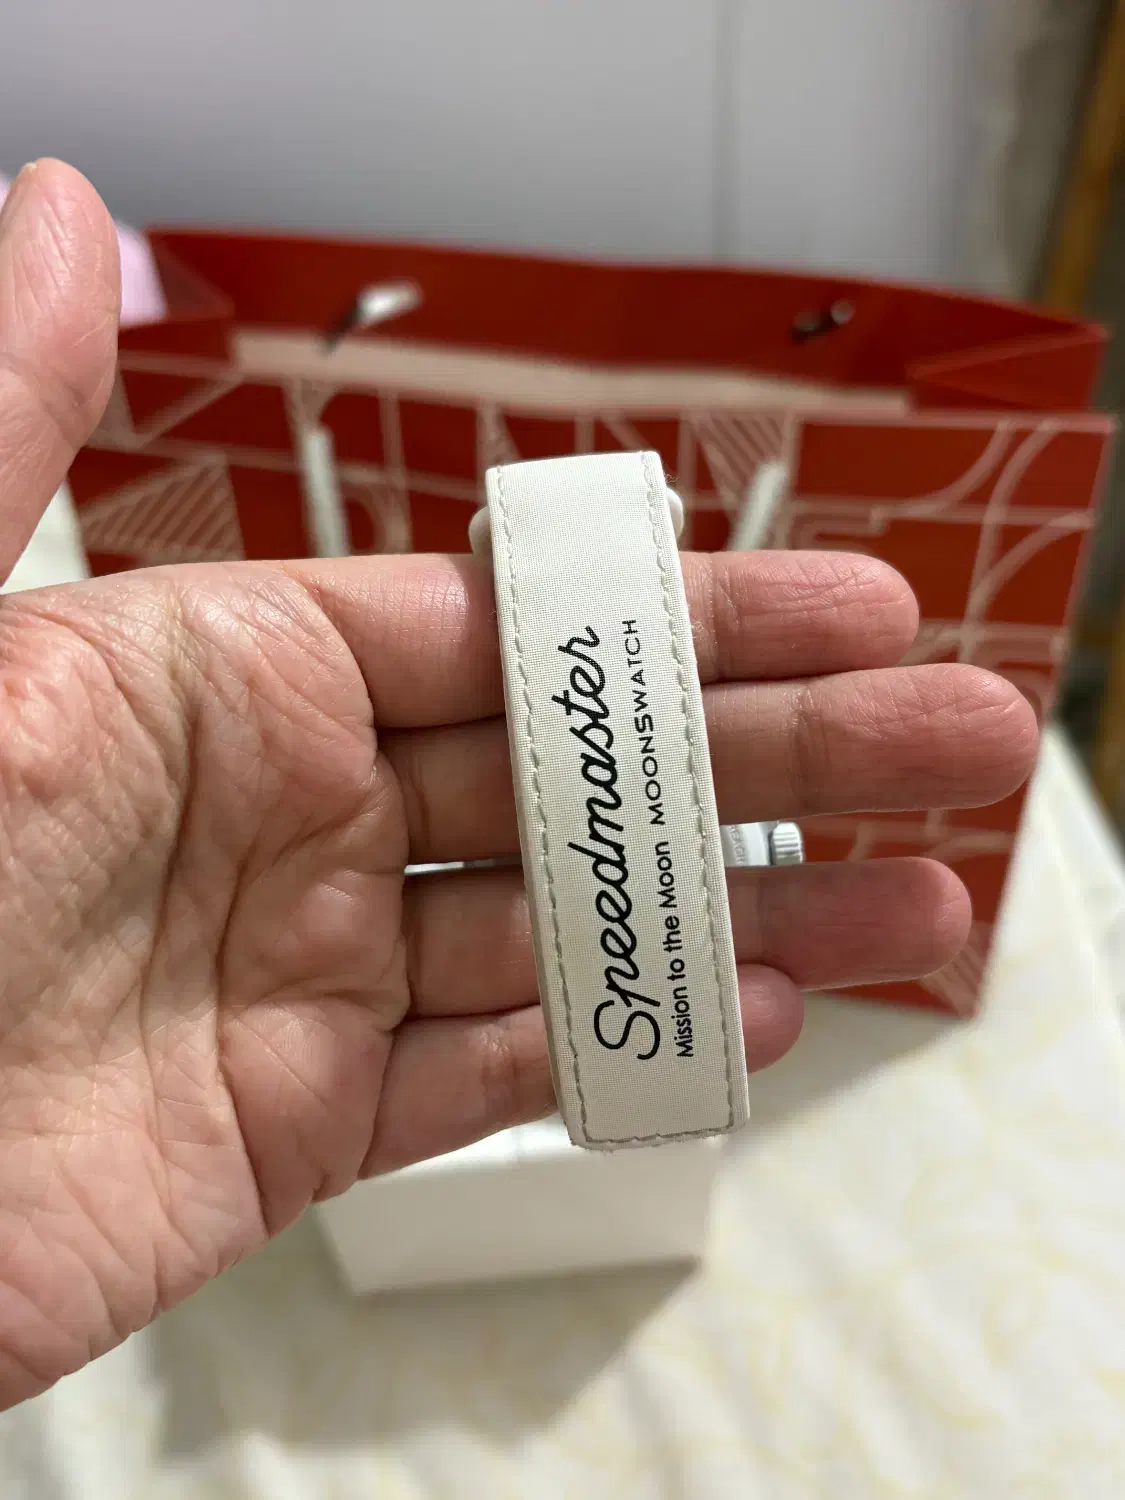 Speedmaster
Mission to the Moon MOONSWATCH